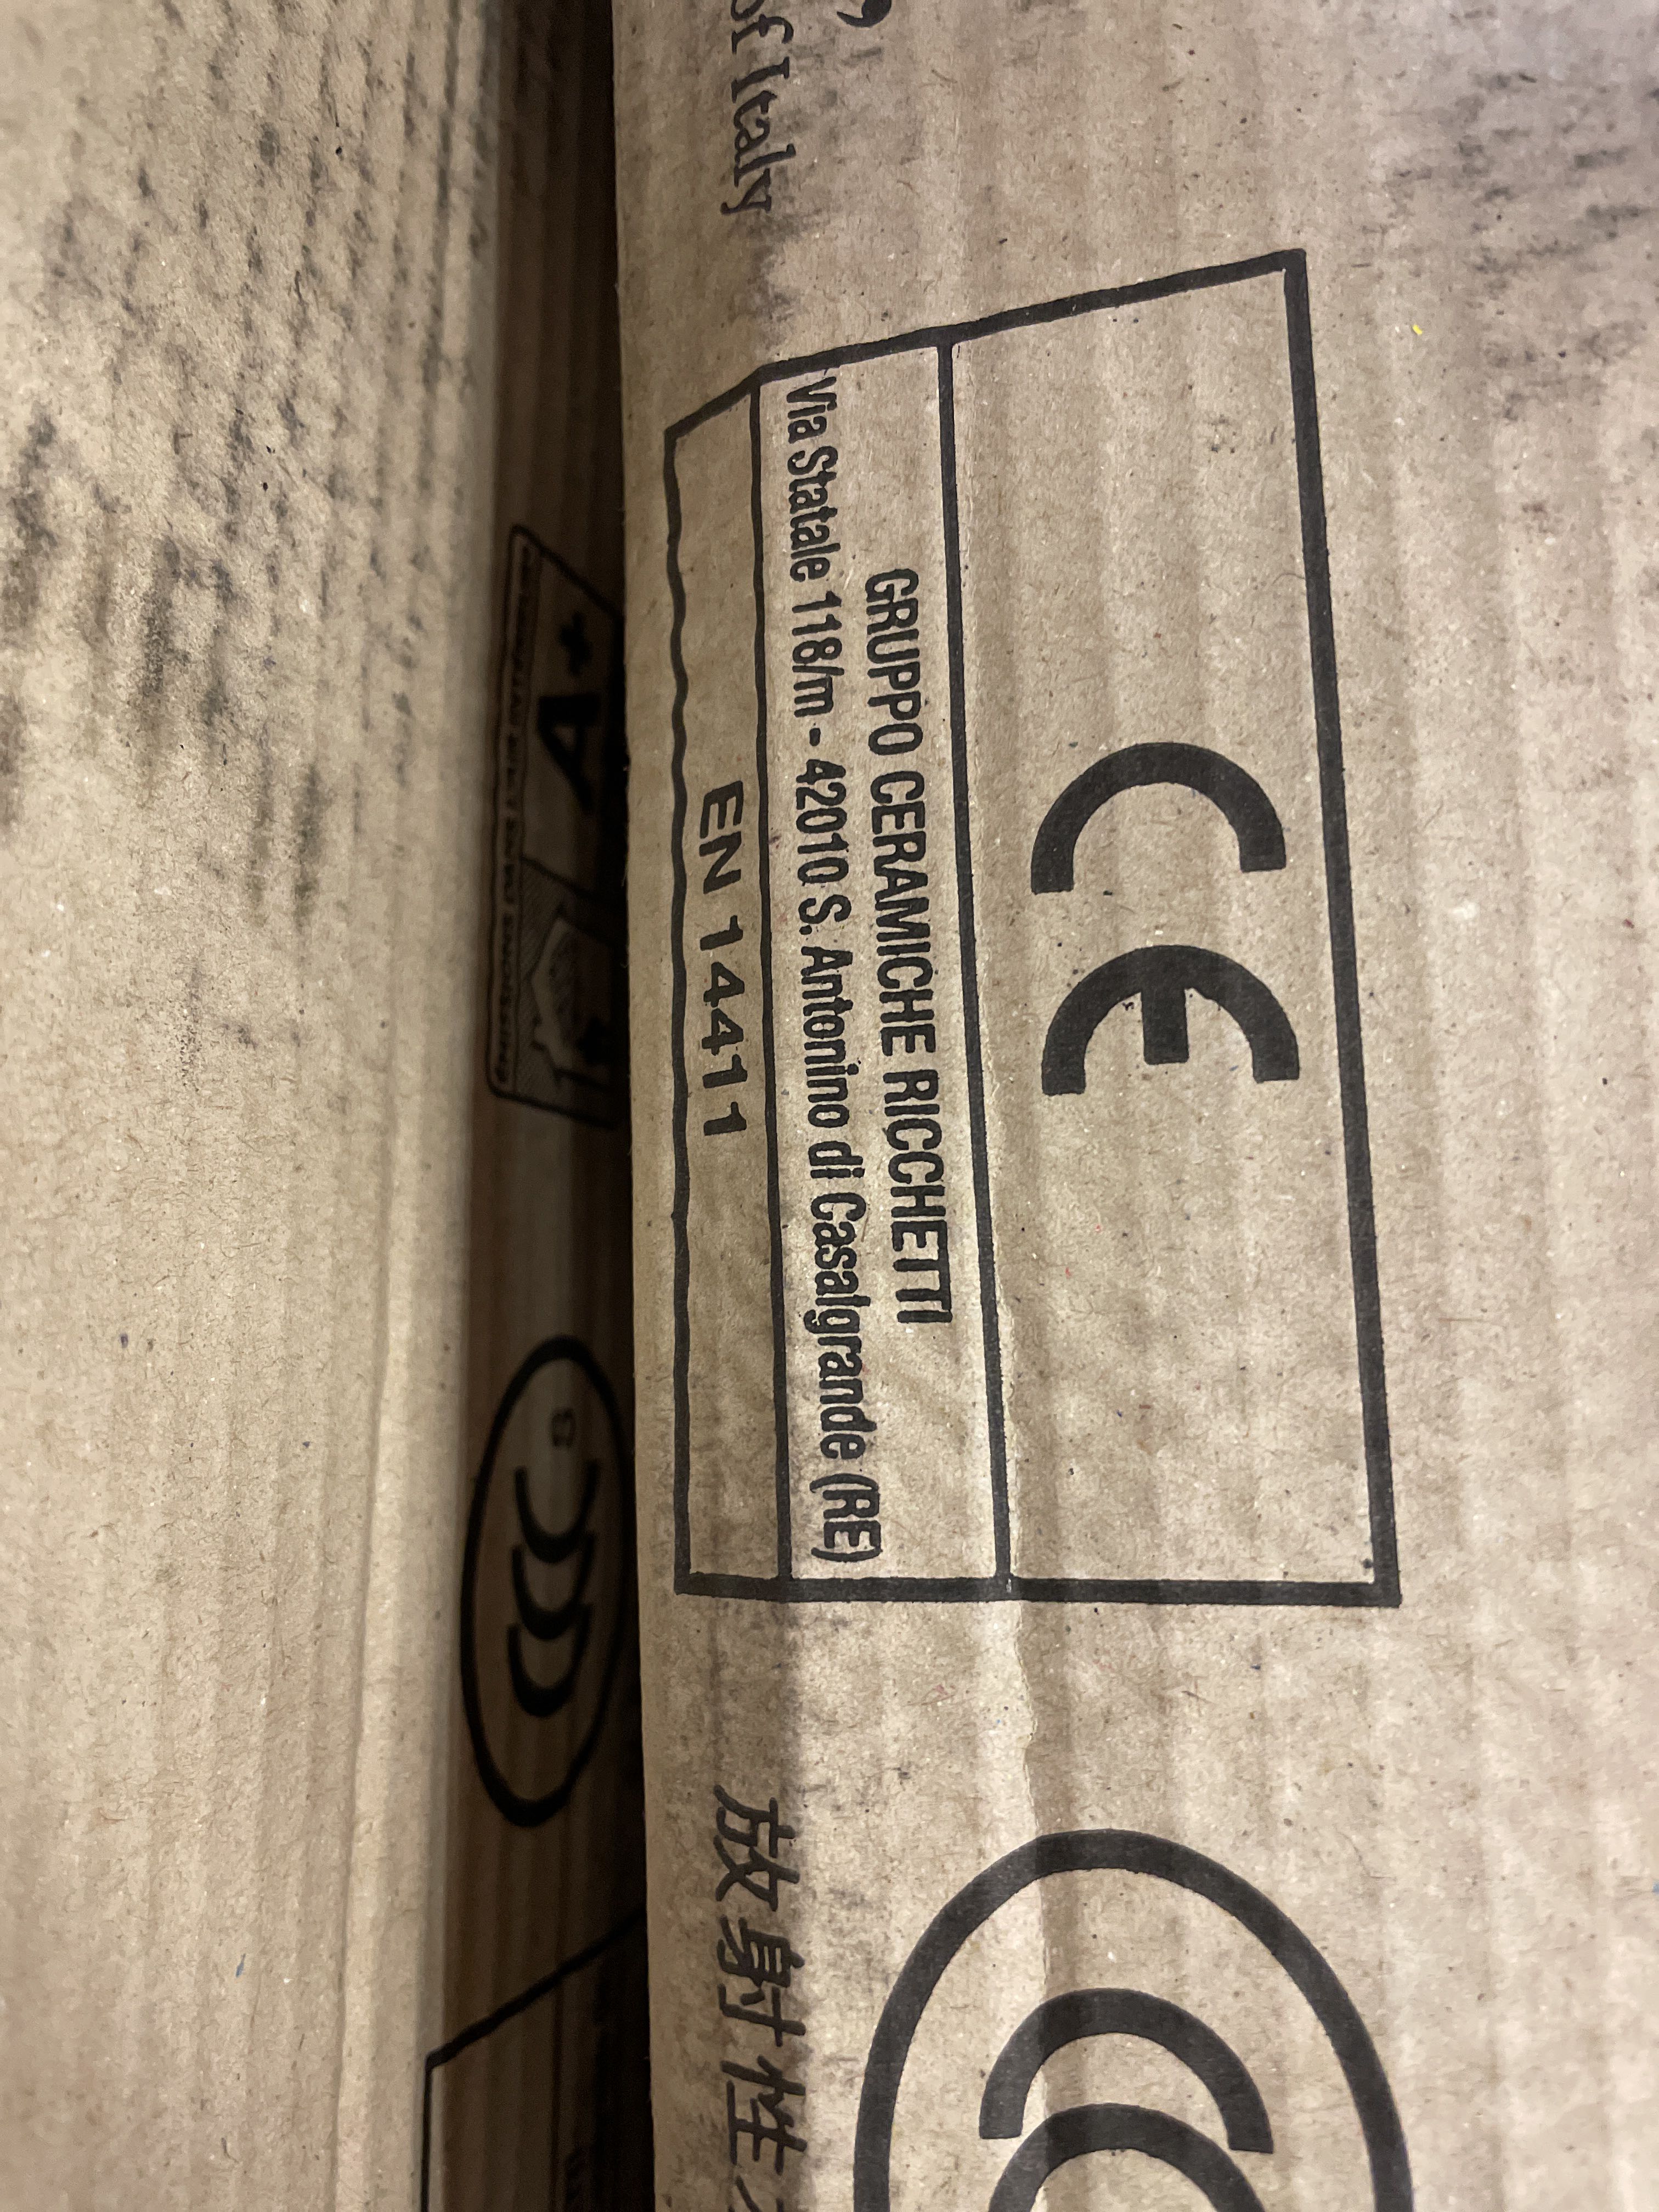 of Italy
CE
GRUPPO CERAMICHE RICCHETTI
Via Statale 118/m - 42010 S. Antonino di Casalgrande (RE)
EN 14411
放射性
A+
CCC
S